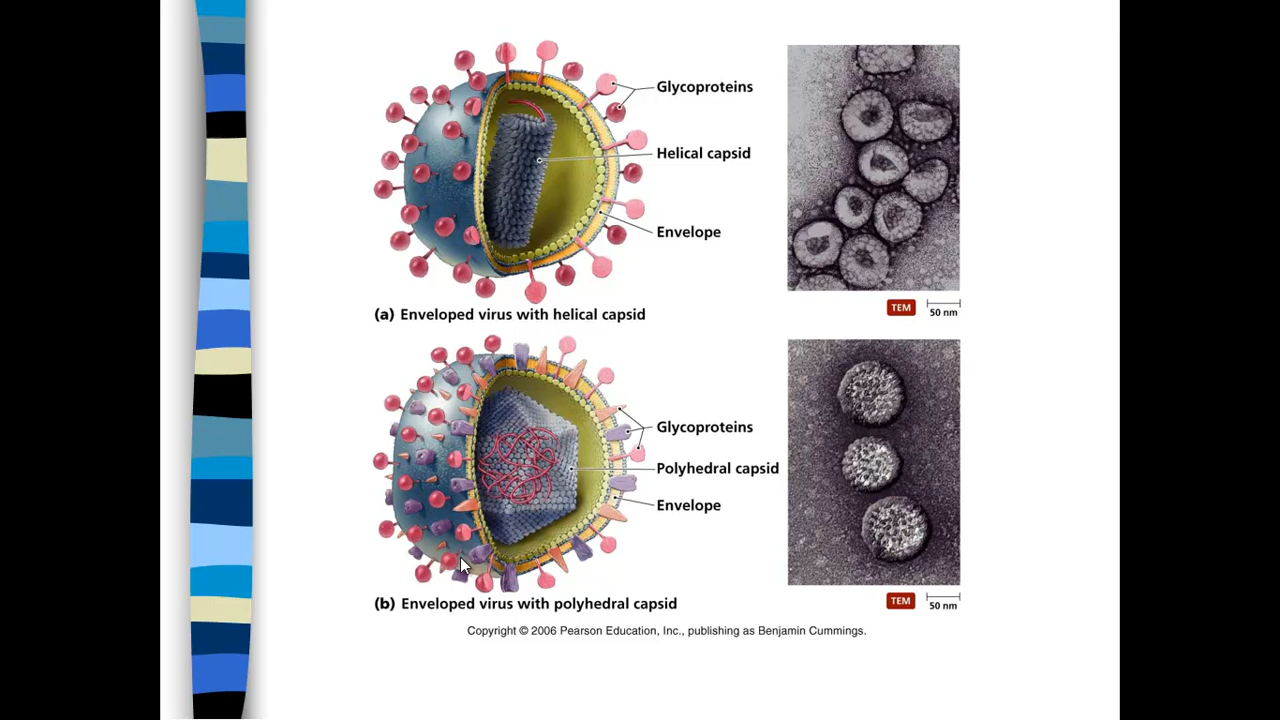 Glycoproteins
Helical capsid
Envelope
TEM
50 nm
(a) Enveloped virus with helical capsid
Glycoproteins
Polyhedral capsid
Envelope
TEM
50 nm
(b) Enveloped virus with polyhedral capsid
Copyright © 2006 Pearson Education, Inc., publishing as Benjamin Cummings.